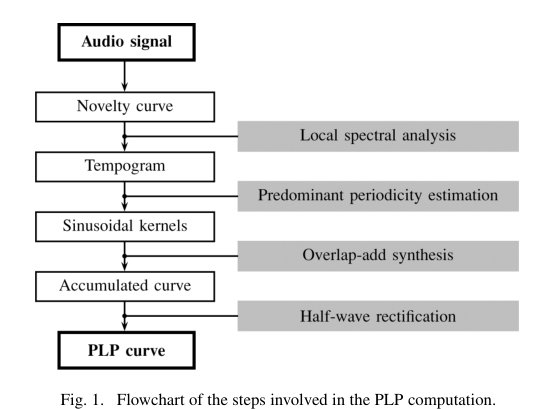 Audio signal
Novelty curve
Local spectral analysis
Tempogram
Predominant periodicity estimation
Sinusoidal kernels
Overlap-add synthesis
Accumulated curve
Half-wave rectification
PLP curve
Fig. 1. Flowchart of the steps involved in the PLP computation.